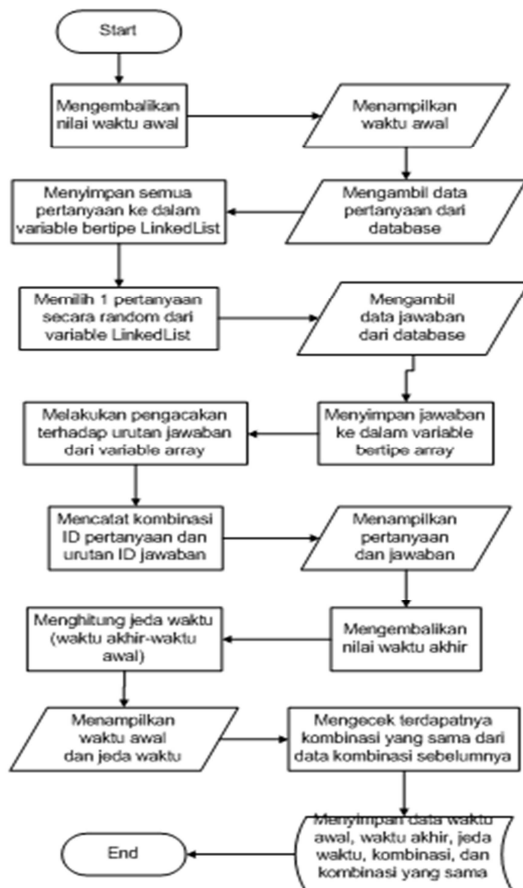 Start
Mengembalikan
nilai waktu awal
Menampilkan
waktu awal
Mengambil data
pertanyaan dari
database
Menyimpan semua
pertanyaan ke dalam
variable bertipe LinkedList
Memilih 1 pertanyaan
secara random dari
variable LinkedList
Mengambil
data jawaban
dari database
Menyimpan jawaban
ke dalam variable
bertipe array
Melakukan pengacakan
terhadap urutan jawaban
dari variable array
Mencatat kombinasi
ID pertanyaan dan
urutan ID jawaban
Menampilkan
pertanyaan
dan jawaban
Mengembalikan
nilai waktu akhir
Menghitung jeda waktu
(waktu akhir-waktu
awal)
Menampilkan
waktu awal
dan jeda waktu
Mengecek terdapatnya
kombinasi yang sama dari
data kombinasi sebelumnya
Menyimpan data waktu
awal, waktu akhir, jeda
waktu, kombinasi, dan
kombinasi yang sama
End